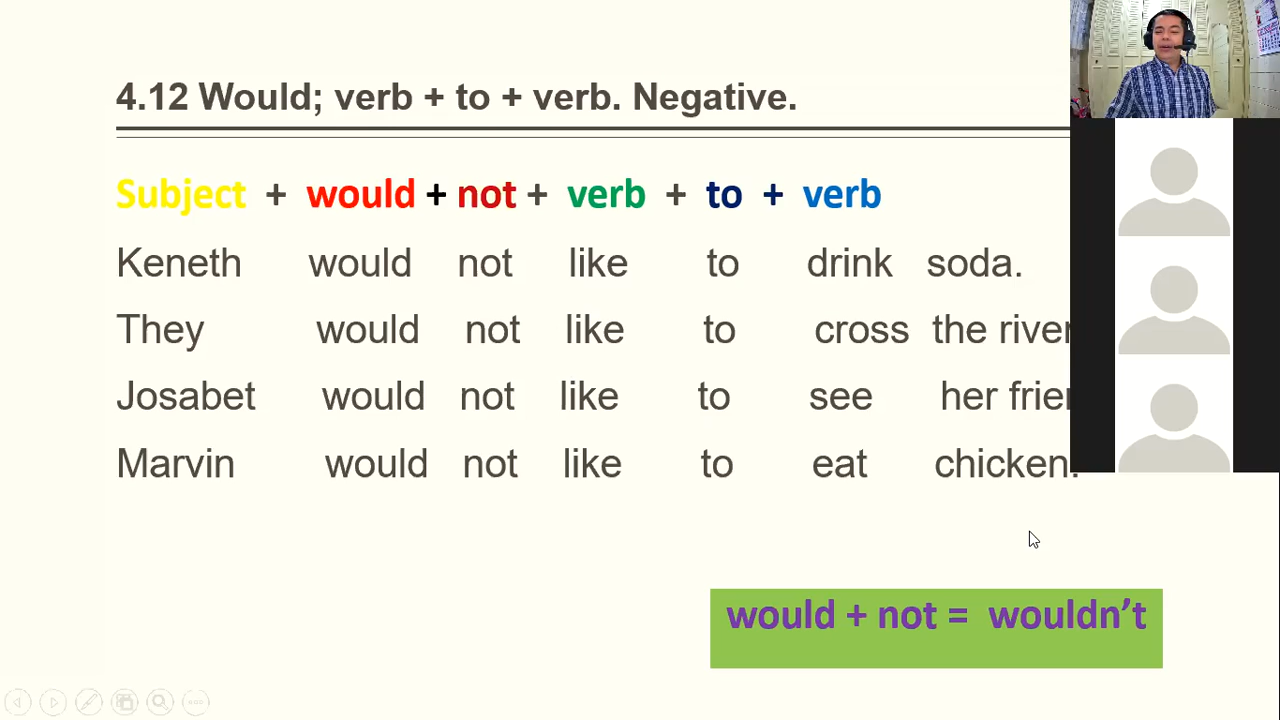 4.12 Would; verb + to + verb. Negative.
Subject + would + not + verb + to + verb
Keneth would not like to drink soda.
They would not like to cross the river
Josabet would not like to see her
Marvin would not like to eat chicken.
would + not = wouldn't